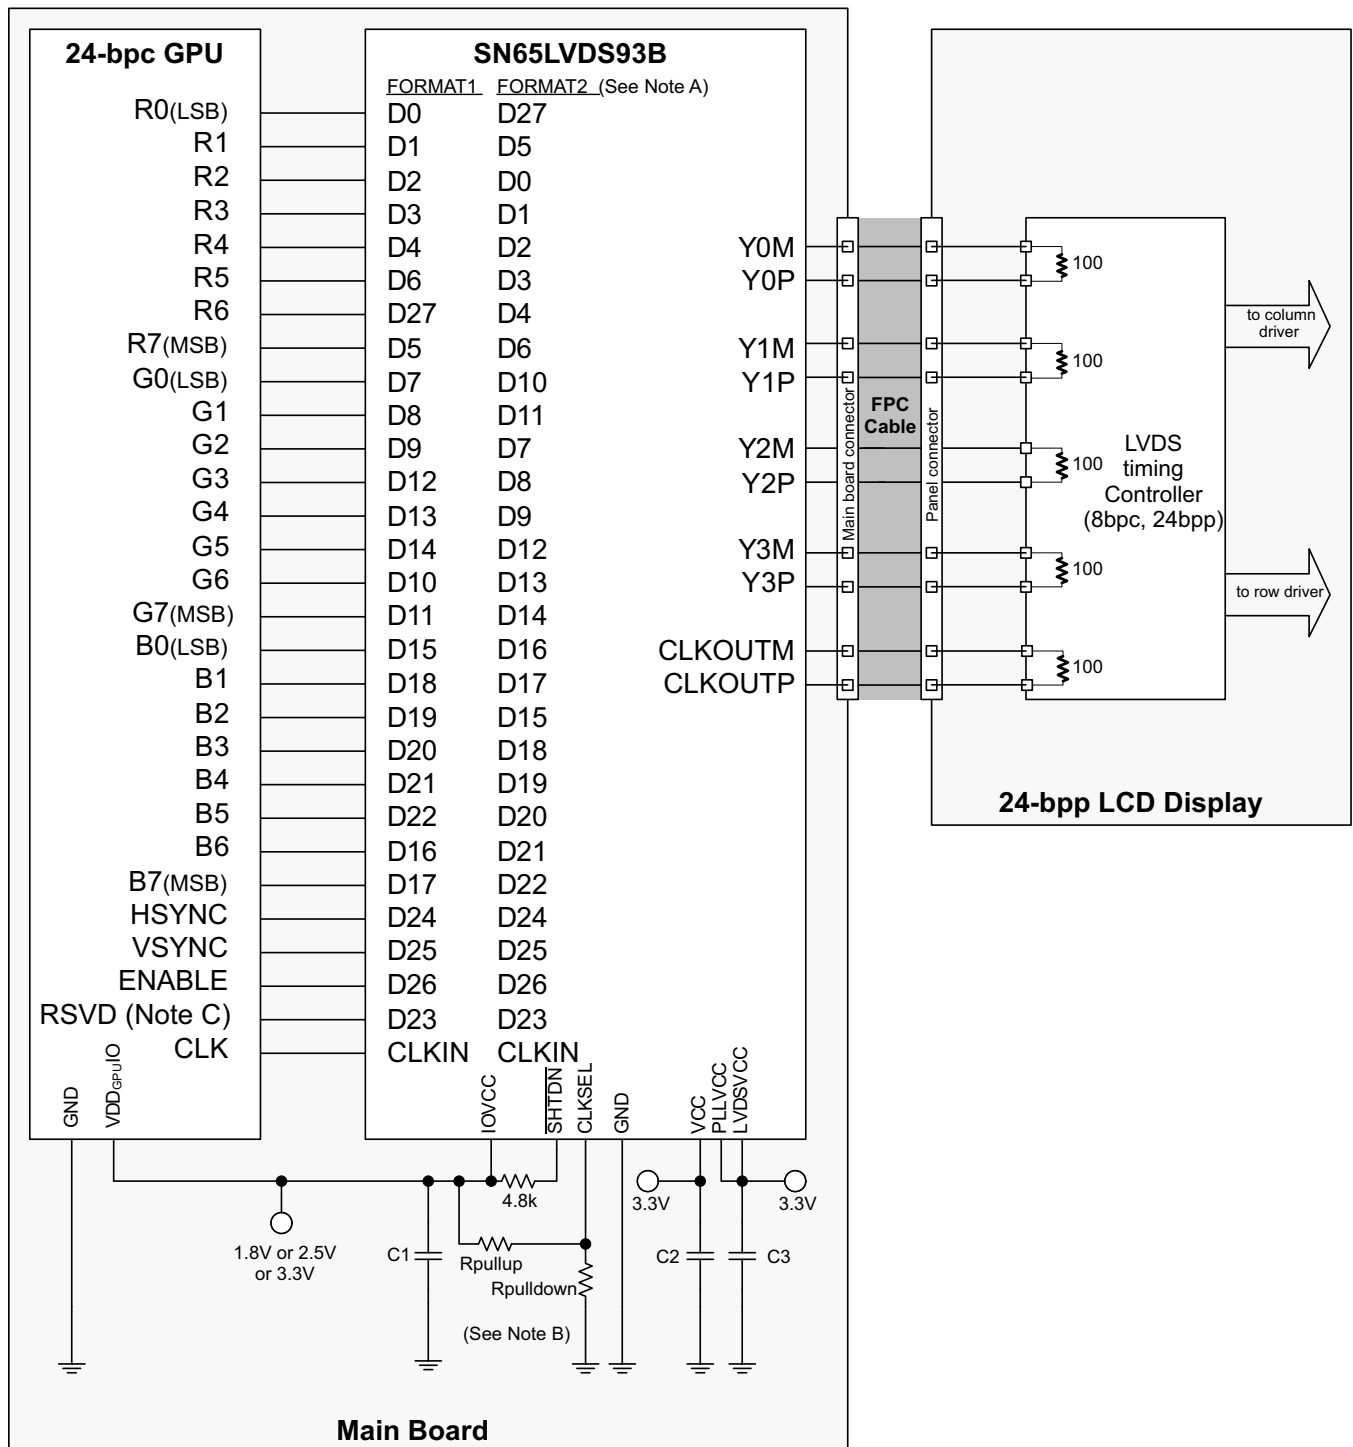 24-bpc GPU
SN65LVDS93B
FORMAT1 FORMAT2 (See Note A)
R0(LSB) D0 D27
R1 D1 D5
R2 D2 D0
R3 D3 D1
R4 D4 D2
R5 D6 D3
R6 D27 D4
R7(MSB) D5 D6
G0(LSB) D7 D10
G1 D8 D11
G2 D9 D7
G3 D12 D8
G4 D13 D9
G5 D14 D12
G6 D10 D13
G7(MSB) D11 D14
B0(LSB) D15 D16
B1 D18 D17
B2 D19 D15
B3 D20 D18
B4 D21 D19
B5 D22 D20
B6 D16 D21
B7(MSB) D17 D22
HSYNC D24 D24
VSYNC D25 D25
ENABLE D26 D26
RSVD (Note C) D23 D23
CLK CLKIN CLKIN
Y0M
Y0P
Y1M
Y1P
Y2M
Y2P
Y3M
Y3P
CLKOUTM
CLKOUTP
Main board connector
FPC
Cable
Panel connector
100
100
100
100
100
LVDS
timing
Controller
(8bpc, 24bpp)
to column
driver
to row driver
24-bpp LCD Display
GND
VDDGPUIO
IOVCC
SHTDN
CLKSEL
GND
VCC
PLLVCC
LVDSVCC
4.8k
3.3V
3.3V
1.8V or 2.5V
or 3.3V
C1
Rpullup
Rpulldown
C2
C3
(See Note B)
Main Board